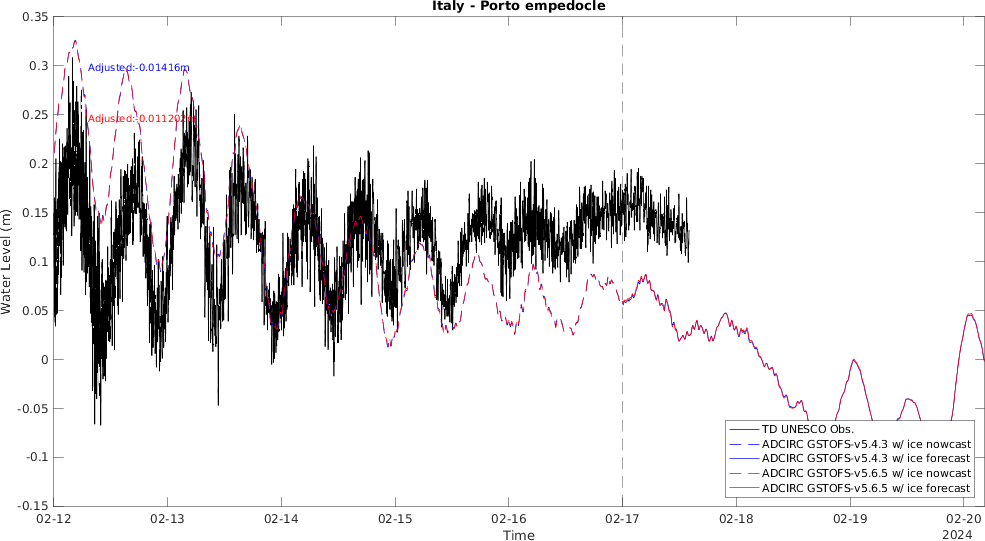 Italy - Porto empedocle
0.35
0.3
0.25
0.2
0.15
0.1
0.05
0
-0.05
-0.1
-0.15
Water Level (m)
Adjusted:-0.01416m
Adjusted:-0.011202m
TD UNESCO Obs.
ADCIRC GSTOFS-v5.4.3 w/ ice nowcast
ADCIRC GSTOFS-v5.4.3 w/ ice forecast
ADCIRC GSTOFS-v5.6.5 w/ ice nowcast
ADCIRC GSTOFS-v5.6.5 w/ ice forecast
02-12 02-13 02-14 02-15 02-16 02-17 02-18 02-19 02-20
2024
Time